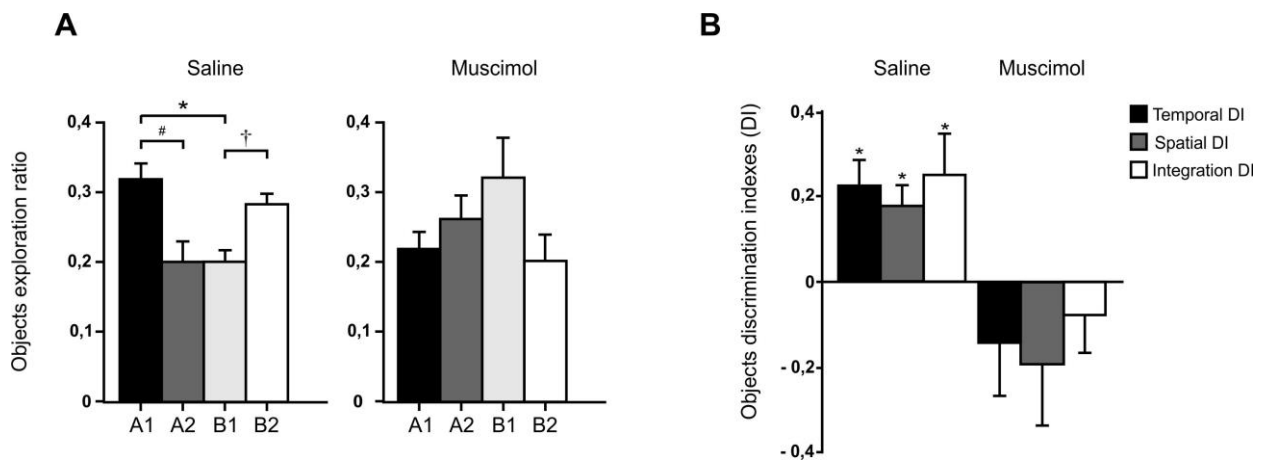 A
B
Saline
Muscimol
Saline
Muscimol
Objects exploration ratio
0,4
0,3
0,2
0,1
0
* # †
A1 A2 B1 B2
0,4
0,3
0,2
0,1
0
A1 A2 B1 B2
Objects discrimination indexes (DI)
0,4
0,2
0
- 0,2
- 0,4
* * *
Temporal DI
Spatial DI
Integration DI